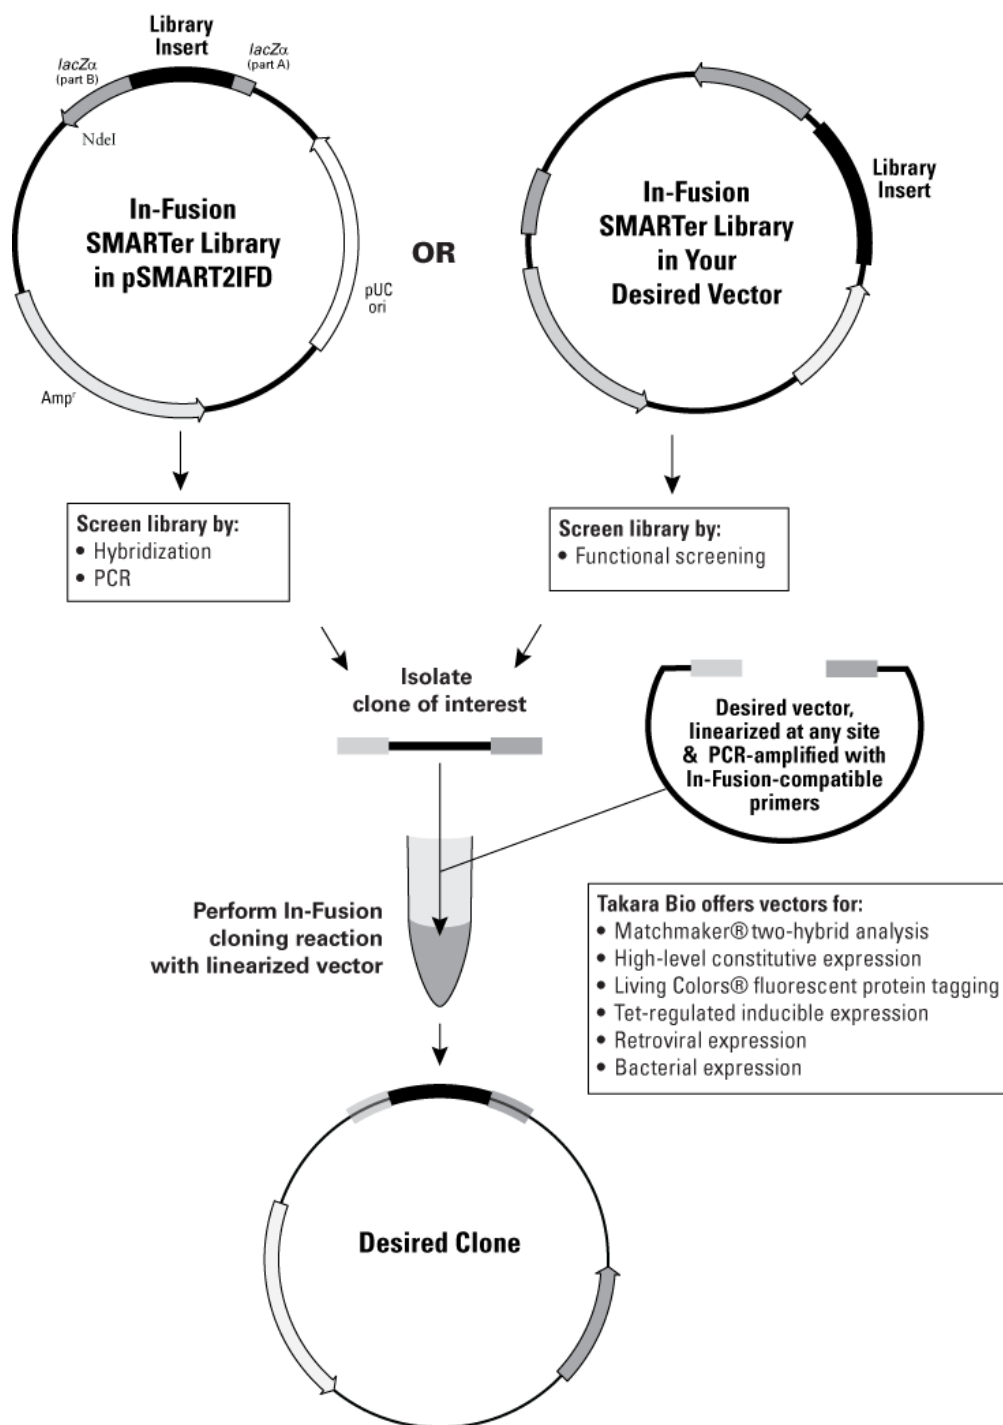 Library
Insert
lacZα
(part B)
lacZα
(part A)
NdeI
In-Fusion
SMARTer Library
in pSMART2IFD
pUC
ori
Ampʳ
OR
In-Fusion
SMARTer Library
in Your
Desired Vector
Library
Insert
Screen library by:
• Hybridization
• PCR
Screen library by:
• Functional screening
Isolate
clone of interest
Desired vector,
linearized at any site
& PCR-amplified with
In-Fusion-compatible
primers
Perform In-Fusion
cloning reaction
with linearized vector
Takara Bio offers vectors for:
• Matchmaker® two-hybrid analysis
• High-level constitutive expression
• Living Colors® fluorescent protein tagging
• Tet-regulated inducible expression
• Retroviral expression
• Bacterial expression
Desired Clone